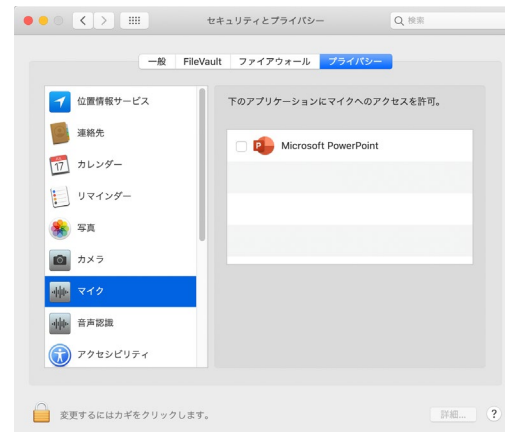 セキュリティとプライバシー
検索
一般 FileVault ファイアウォール プライバシー
位置情報サービス
連絡先
カレンダー
リマインダー
写真
カメラ
マイク
音声認識
アクセシビリティ
下のアプリケーションにマイクへのアクセスを許可。
Microsoft PowerPoint
変更するにはカギをクリックします。
詳細... ?